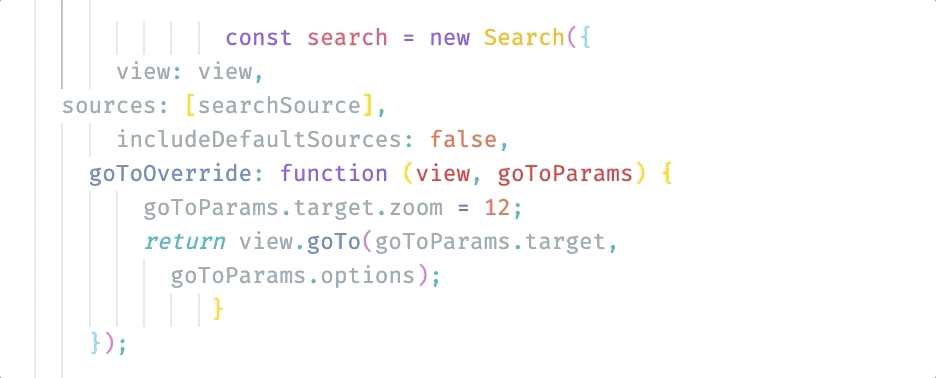 const search = new Search({
view: view,
sources: [searchSource],
includeDefaultSources: false,
goToOverride: function (view, goToParams) {
goToParams.target.zoom = 12;
return view.goTo(goToParams.target,
goToParams.options);
}
});